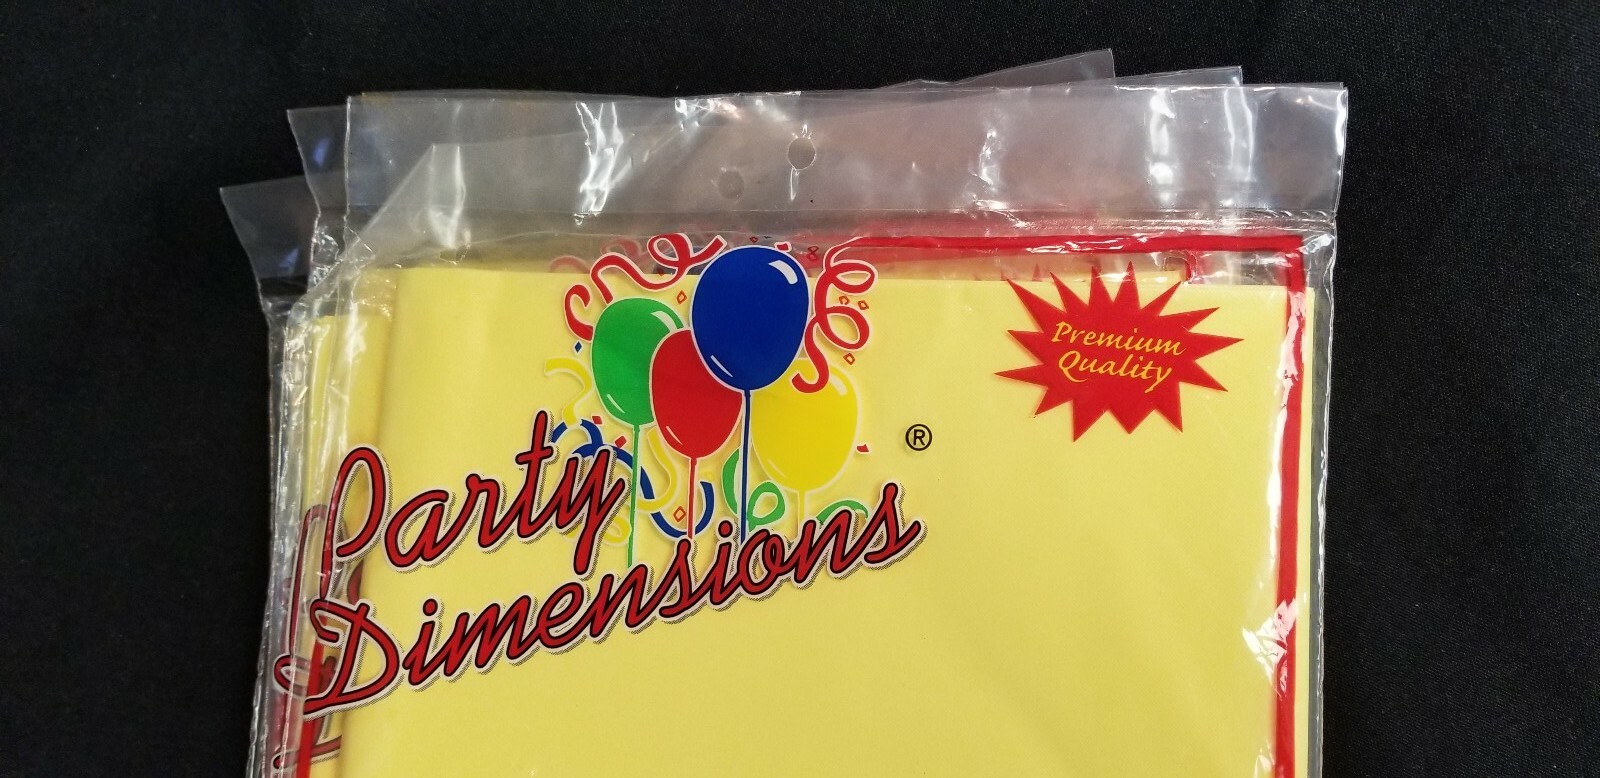 Premium
Quality
®
Party
Dimensions